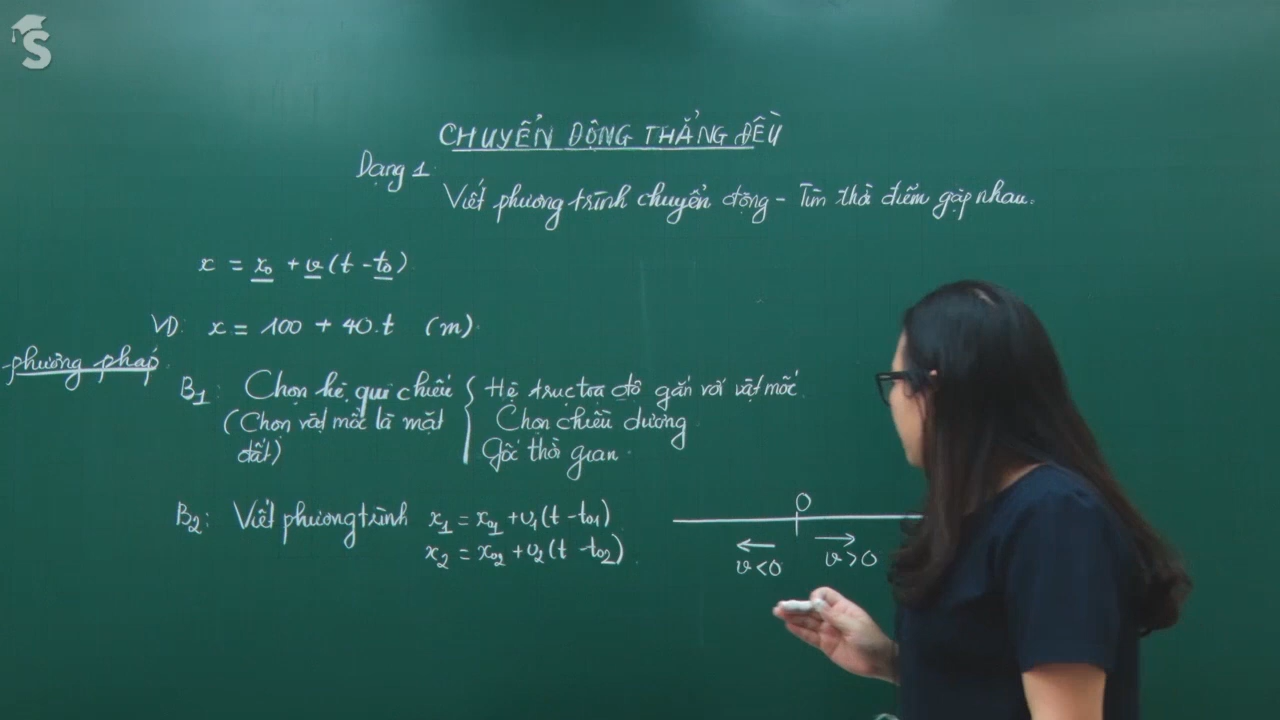 CHUYỂN ĐỘNG THẲNG ĐỀU
Dạng 1
Viết phương trình chuyển động - Tìm thời điểm gặp nhau.
x = x₀ + v(t - t₀)
VD: x = 100 + 40.t (m).
phương pháp
B₁: Chọn hệ qui chiếu { Hệ trục tọa độ gắn với vật mốc.
(Chọn vật mốc là mặt Chọn chiều dương
đất) Gốc thời gian.
B₂: Viết phương trình x₁ = x₀₁ + v₁(t - t₀₁)
x₂ = x₀₂ + v₂(t - t₀₂).
O
v<0 v>0
S